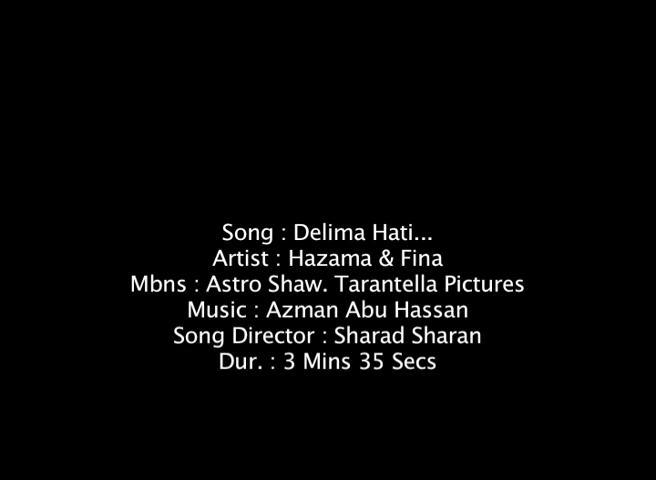 Song : Delima Hati...
Artist : Hazama & Fina
Mbns : Astro Shaw. Tarantella Pictures
Music : Azman Abu Hassan
Song Director : Sharad Sharan
Dur. : 3 Mins 35 Secs